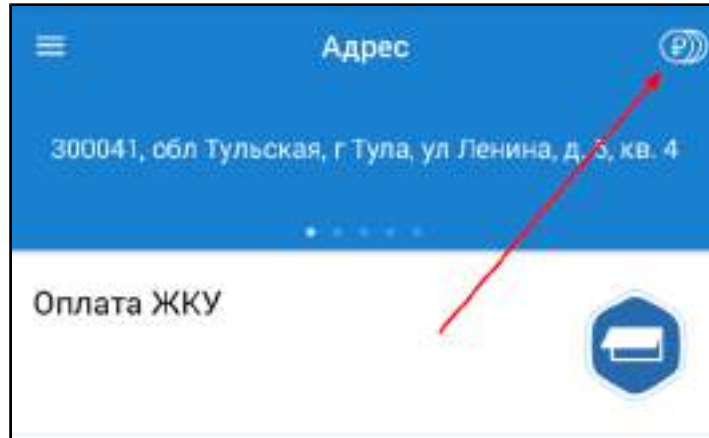 Адрес
300041, обл Тульская, г Тула, ул Ленина, д. 5, кв. 4
Оплата ЖКУ